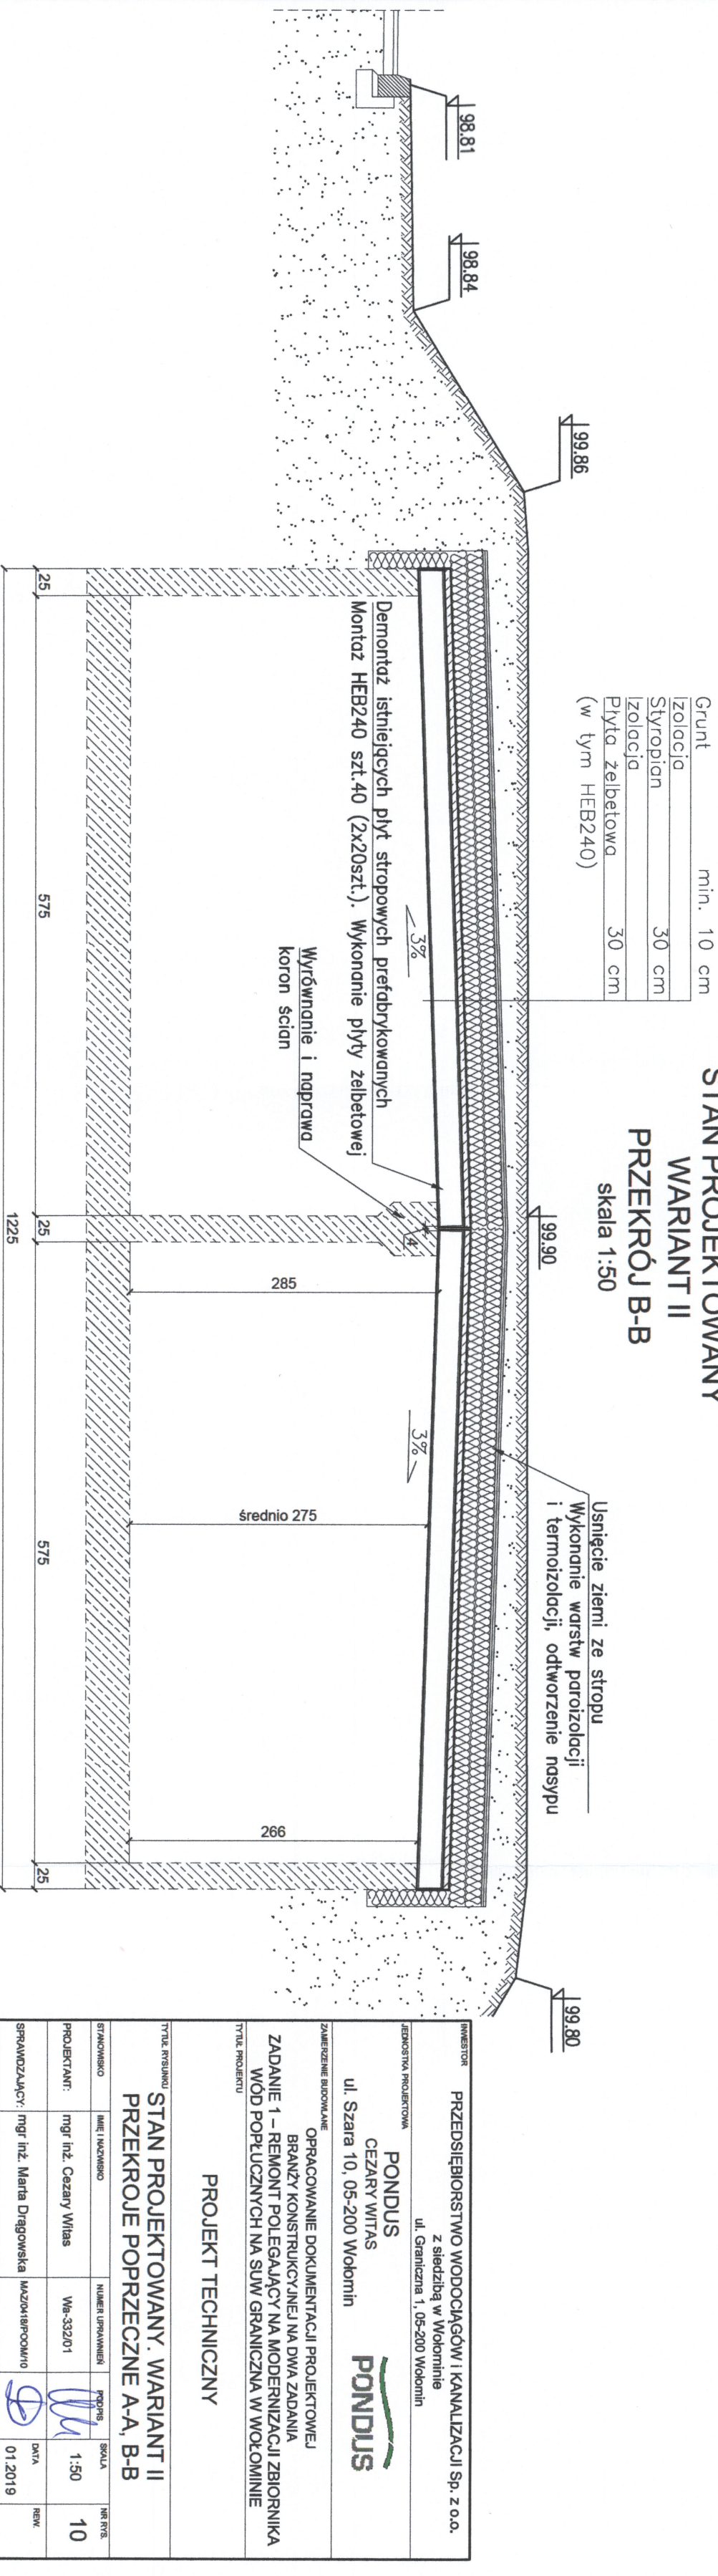 STAN PROJEKTOWANY
WARIANT II
PRZEKRÓJ B-B
skala 1:50
Grunt min. 10 cm
Izolacja
Styropian 30 cm
Izolacja
Płyta żelbetowa 30 cm
(w tym HEB240)
98.81
98.84
99.86
99.90
99.80
Usnięcie ziemi ze stropu
Wykonanie warstw paroizolacji
i termoizolacji, odtworzenie nasypu
3%
3%
Demontaż istniejących płyt stropowych prefabrykowanych
Montaż HEB240 szt.40 (2x20szt.). Wykonanie płyty żelbetowej
Wyrównanie i naprawa
koron ścian
4
285
średnio 275
266
25
575
25
575
25
1225
INWESTOR
PRZEDSIĘBIORSTWO WODOCIĄGÓW i KANALIZACJI Sp. z o.o.
z siedzibą w Wołominie
ul. Graniczna 1, 05-200 Wołomin
JEDNOSTKA PROJEKTOWA
PONDUS
CEZARY WITAS
ul. Szara 10, 05-200 Wołomin
PONDUS
ZAMIERZENIE BUDOWLANE
OPRACOWANIE DOKUMENTACJI PROJEKTOWEJ
BRANŻY KONSTRUKCYJNEJ NA DWA ZADANIA
ZADANIE 1 – REMONT POLEGAJĄCY NA MODERNIZACJI ZBIORNIKA
WÓD POPŁUCZNYCH NA SUW GRANICZNA W WOŁOMINIE
TYTUŁ PROJEKTU
PROJEKT TECHNICZNY
TYTUŁ RYSUNKU
STAN PROJEKTOWANY. WARIANT II
PRZEKROJE POPRZECZNE A-A, B-B
STANOWISKO IMIĘ I NAZWISKO NUMER UPRAWNIEŃ PODPIS SKALA NR RYS.
PROJEKTANT: mgr inż. Cezary Witas Wa-332/01 1:50 10
DATA REW.
SPRAWDZAJĄCY: mgr inż. Marta Drągowska MAZ/0418/POOM/10 01.2019